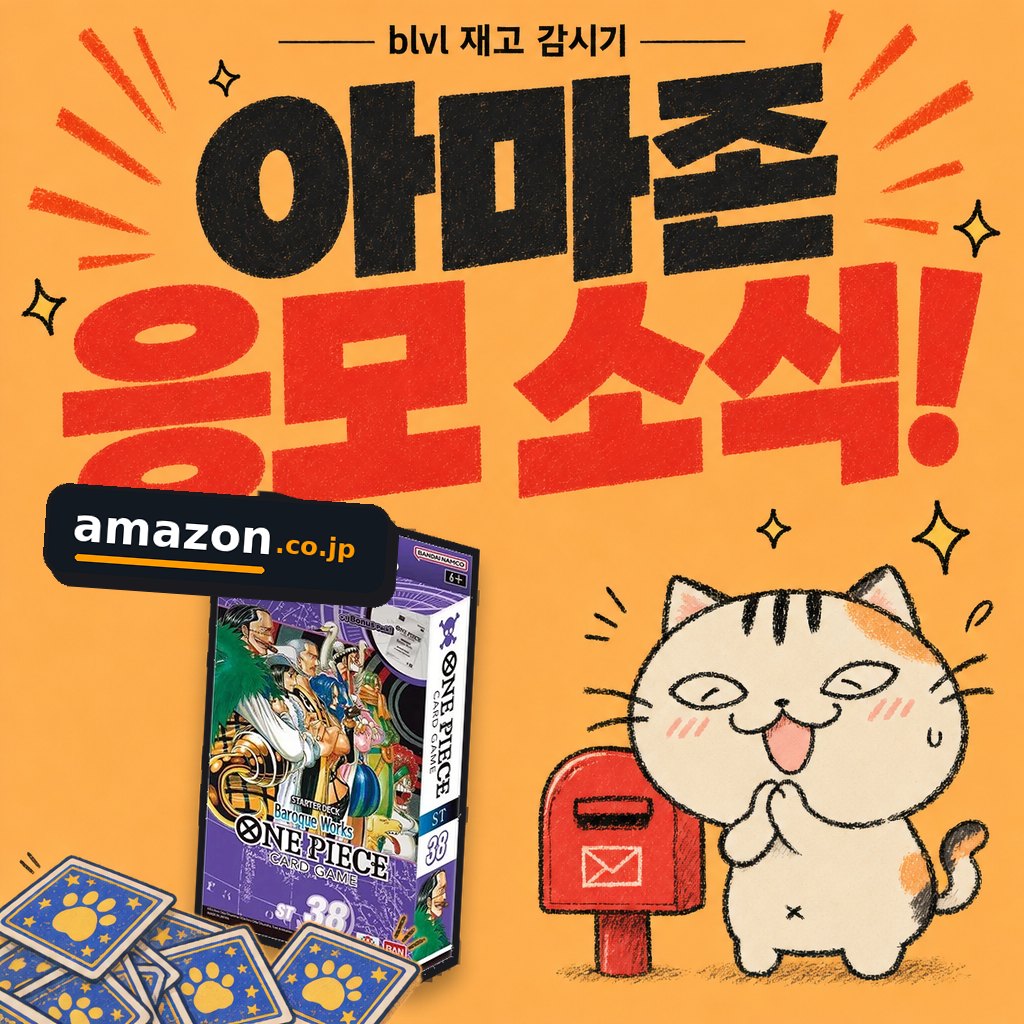 blvl 재고 감시기
아마존
응모 소식!
amazon.co.jp
BANDAI NAMCO
6+
ONE PIECE
CARD GAME
ST
38
STARTER DECK
Baroque Works
ONE PIECE
CARD GAME
ST 38